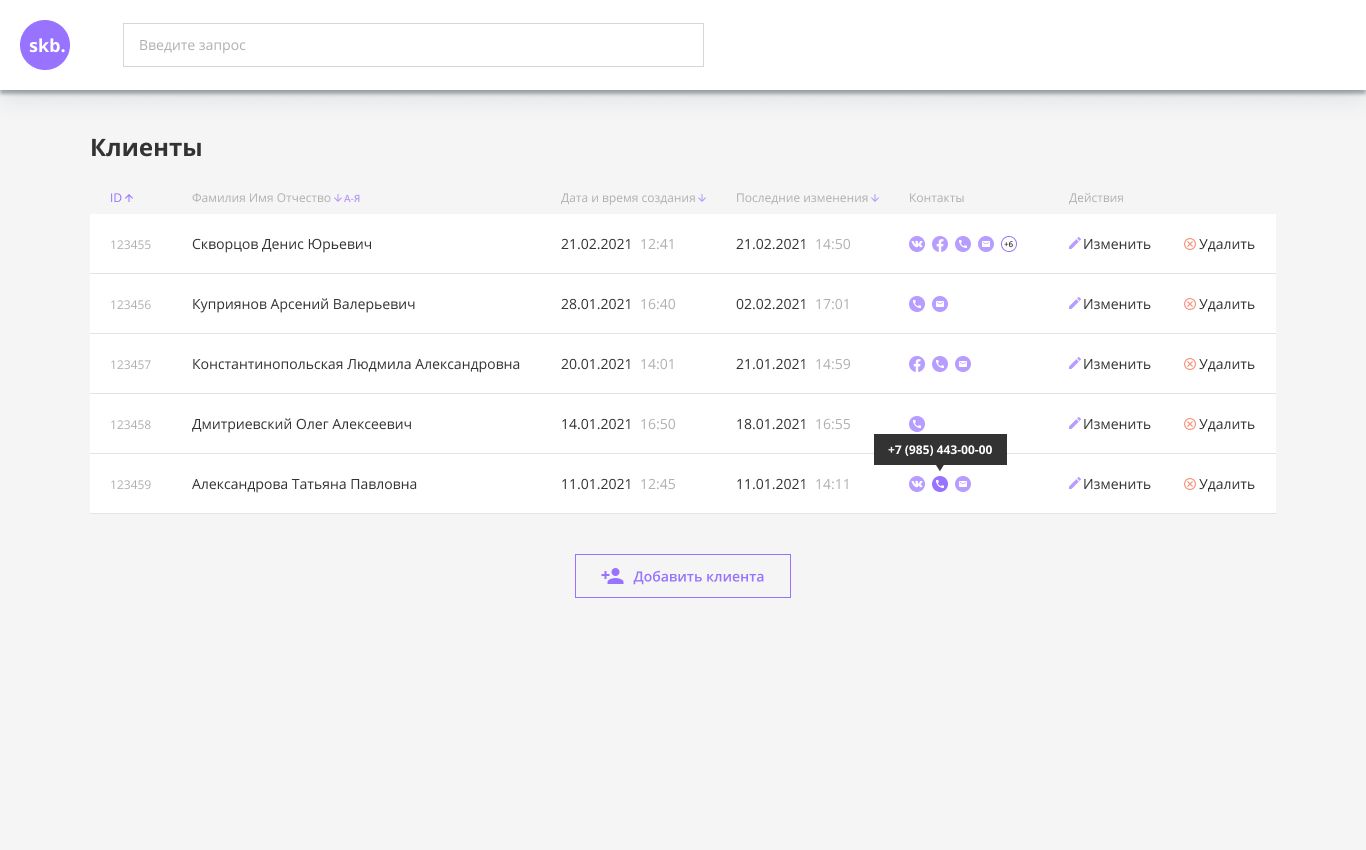 skb.
Введите запрос
Клиенты
ID Фамилия Имя Отчество А-Я Дата и время создания Последние изменения Контакты Действия
123455 Скворцов Денис Юрьевич 21.02.2021 12:41 21.02.2021 14:50 +6 Изменить Удалить
123456 Куприянов Арсений Валерьевич 28.01.2021 16:40 02.02.2021 17:01 Изменить Удалить
123457 Константинопольская Людмила Александровна 20.01.2021 14:01 21.01.2021 14:59 Изменить Удалить
123458 Дмитриевский Олег Алексеевич 14.01.2021 16:50 18.01.2021 16:55 Изменить Удалить
+7 (985) 443-00-00
123459 Александрова Татьяна Павловна 11.01.2021 12:45 11.01.2021 14:11 Изменить Удалить
Добавить клиента